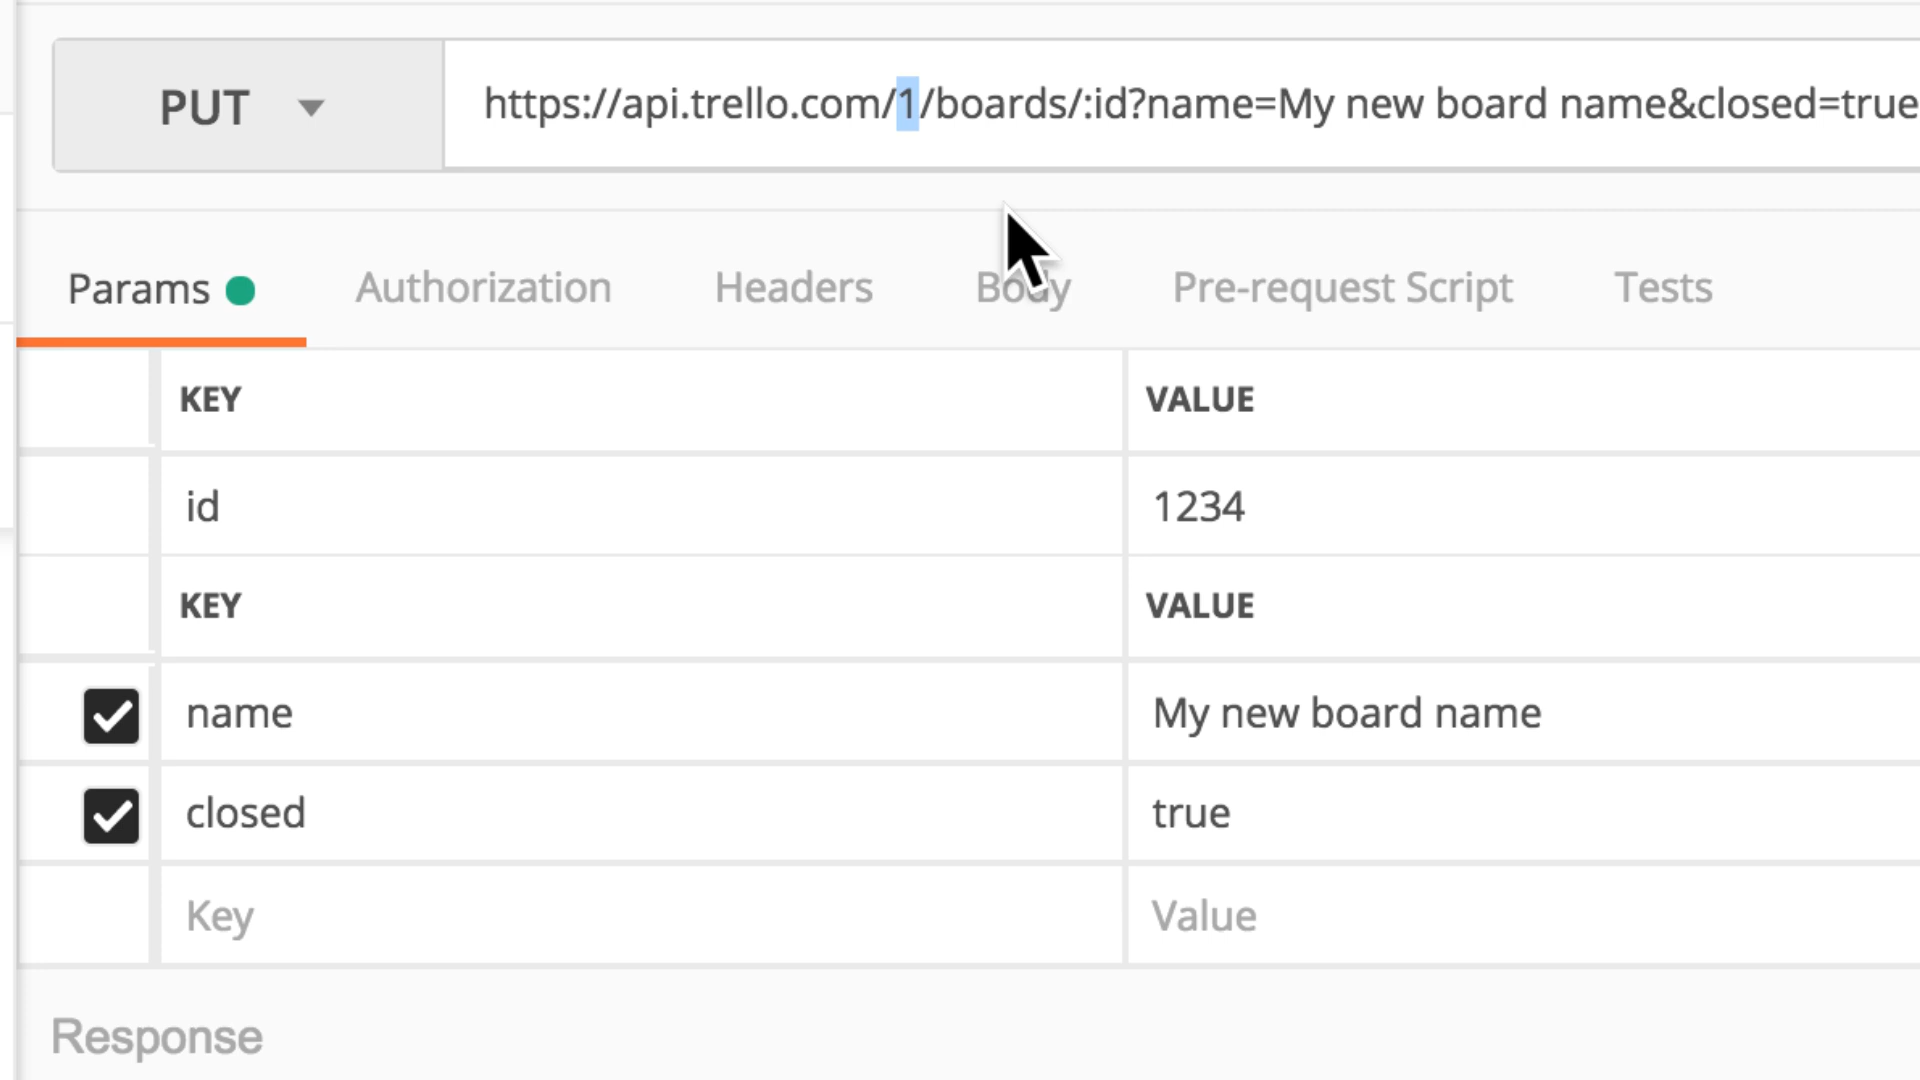 PUT https://api.trello.com/1/boards/:id?name=My new board name&closed=true
Params Authorization Headers Body Pre-request Script Tests
KEY VALUE
id 1234
KEY VALUE
name My new board name
closed true
Key Value
Response